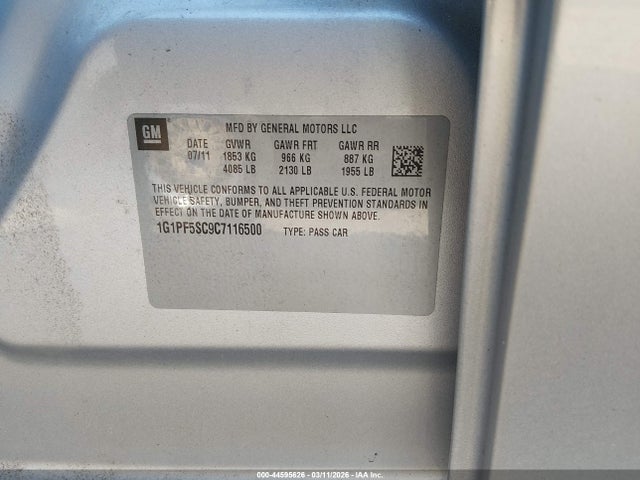 GM
MFD BY GENERAL MOTORS LLC
DATE GVWR GAWR FRT GAWR RR
07/11 1853 KG 966 KG 887 KG
4085 LB 2130 LB 1955 LB
THIS VEHICLE CONFORMS TO ALL APPLICABLE U.S. FEDERAL MOTOR
VEHICLE SAFETY, BUMPER, AND THEFT PREVENTION STANDARDS IN
EFFECT ON THE DATE OF MANUFACTURE SHOWN ABOVE.
1G1PF5SC9C7116500 TYPE: PASS CAR
000-44595626 - 03/11/2026 - IAA, Inc.